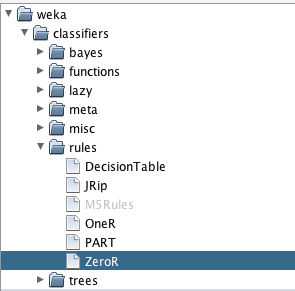 weka
classifiers
bayes
functions
lazy
meta
misc
rules
DecisionTable
JRip
M5Rules
OneR
PART
ZeroR
trees